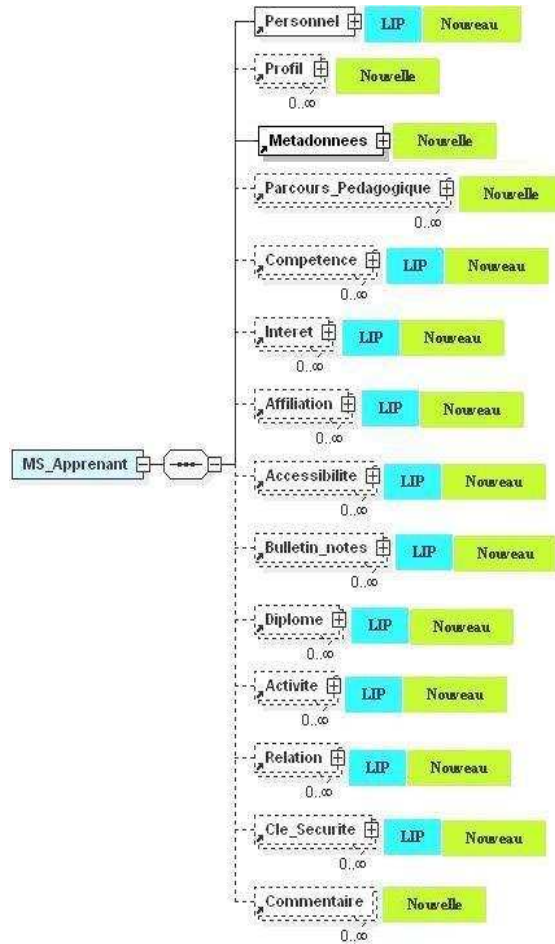 Personnel LIP Nouveau
Profil Nouvelle
0..∞
Metadonnees Nouvelle
Parcours_Pedagogique Nouvelle
0..∞
Competence LIP Nouveau
0..∞
Interet LIP Nouveau
0..∞
Affiliation LIP Nouveau
0..∞
MS_Apprenant
Accessibilite LIP Nouveau
0..∞
Bulletin_notes LIP Nouveau
0..∞
Diplome LIP Nouveau
0..∞
Activite LIP Nouveau
0..∞
Relation LIP Nouveau
0..∞
Cle_Securite LIP Nouveau
0..∞
Commentaire Nouvelle
0..∞